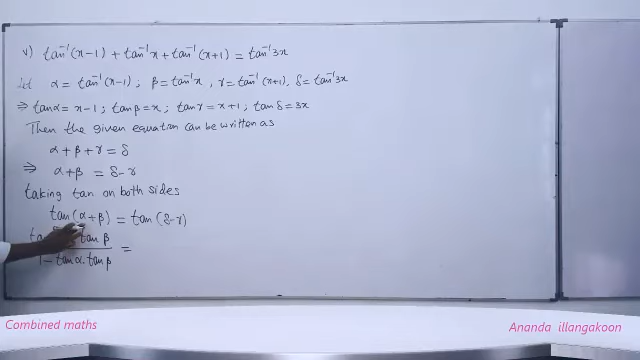 v) tan⁻¹(x-1) + tan⁻¹x + tan⁻¹(x+1) = tan⁻¹3x
Let α = tan⁻¹(x-1) ; β = tan⁻¹x , γ = tan⁻¹(x+1), δ = tan⁻¹3x
⇒ tanα = x-1 ; tanβ = x ; tanγ = x+1 ; tanδ = 3x
Then the given equation can be written as
α + β + γ = δ
⇒ α + β = δ - γ
taking tan on both sides
tan(α+β) = tan(δ-γ)
tan β
1 - tanα.tanβ =
Combined maths
Ananda illangakoon